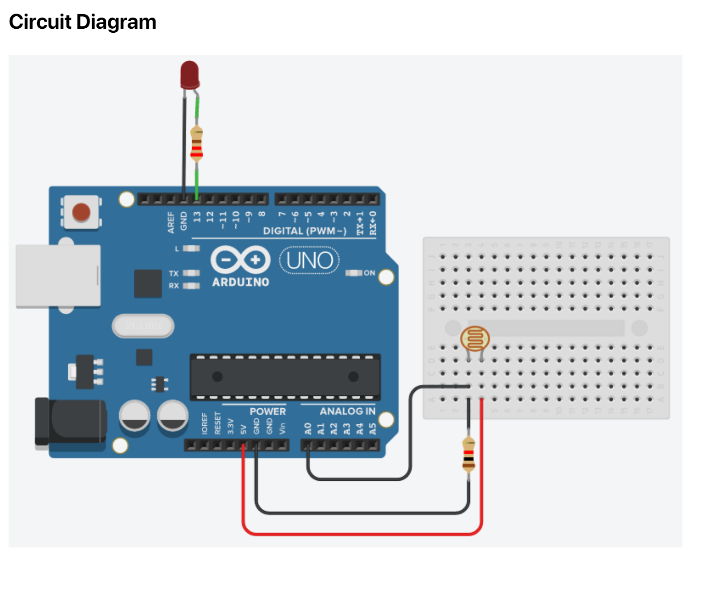 Circuit Diagram
AREF
GND
13
12
~11
~10
~9
8
7
~6
~5
4
~3
2
TX→1
RX←0
DIGITAL (PWM~)
L
TX
RX
ARDUINO
UNO
ON
POWER
ANALOG IN
IOREF
RESET
3.3V
5V
GND
GND
Vin
A0
A1
A2
A3
A4
A5